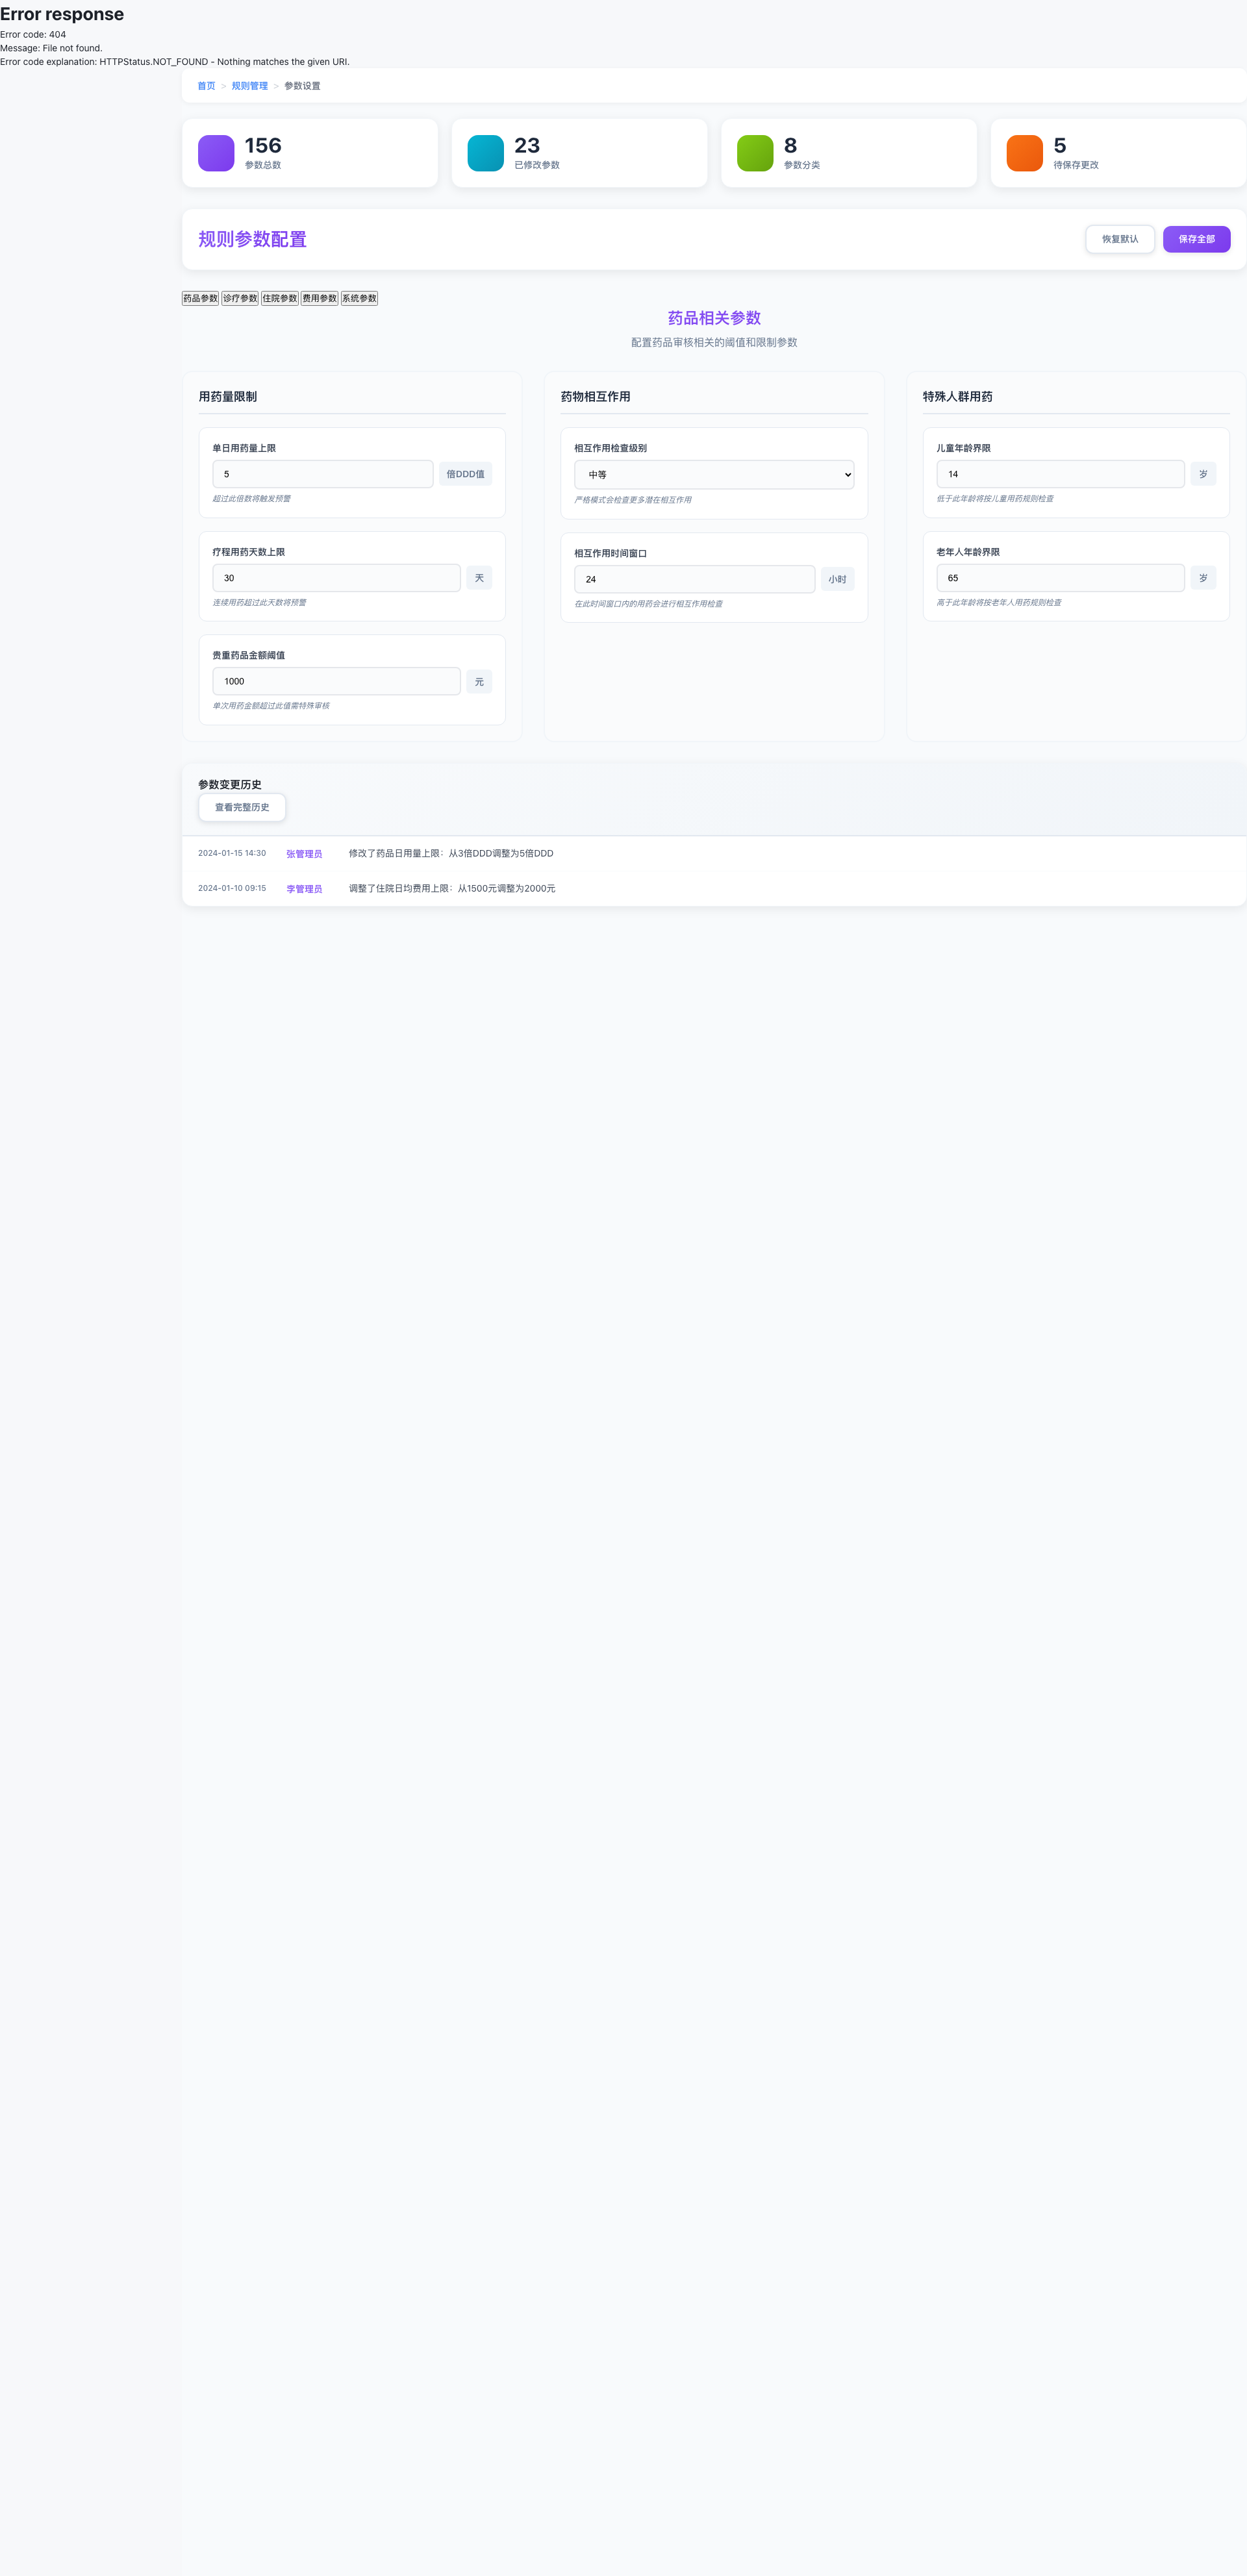 Error response
Error code: 404
Message: File not found.
Error code explanation: HTTPStatus.NOT_FOUND - Nothing matches the given URI.
首页 > 规则管理 > 参数设置
156
参数总数
23
已修改参数
8
参数分类
5
待保存更改
规则参数配置
恢复默认
保存全部
药品参数 诊疗参数 住院参数 费用参数 系统参数
药品相关参数
配置药品审核相关的阈值和限制参数
用药量限制
单日用药量上限
5 倍DDD值
超过此倍数将触发预警
疗程用药天数上限
30 天
连续用药超过此天数将预警
贵重药品金额阈值
1000 元
单次用药金额超过此值需特殊审核
药物相互作用
相互作用检查级别
中等
严格模式会检查更多潜在相互作用
相互作用时间窗口
24 小时
在此时间窗口内的用药会进行相互作用检查
特殊人群用药
儿童年龄界限
14 岁
低于此年龄将按儿童用药规则检查
老年人年龄界限
65 岁
高于此年龄将按老年人用药规则检查
参数变更历史
查看完整历史
2024-01-15 14:30 张管理员 修改了药品日用量上限：从3倍DDD调整为5倍DDD
2024-01-10 09:15 李管理员 调整了住院日均费用上限：从1500元调整为2000元